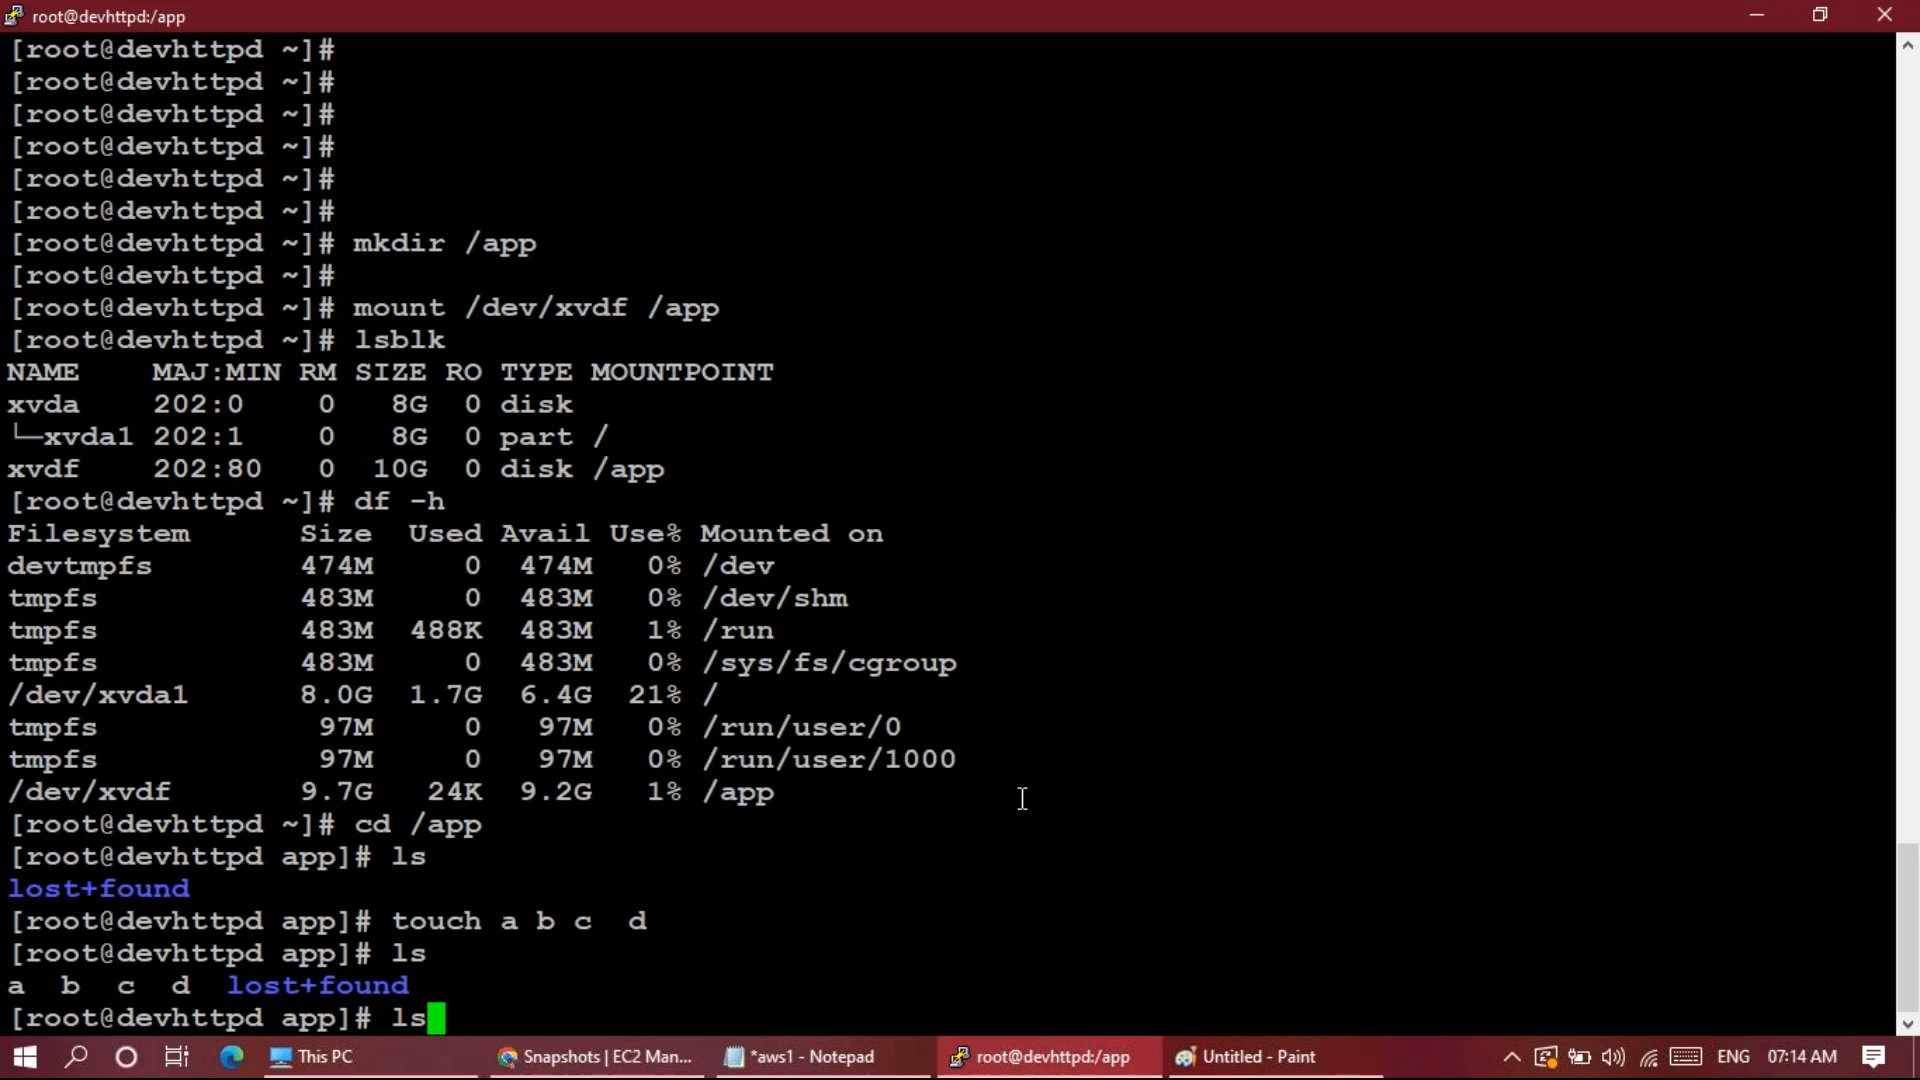 root@devhttpd:/app
[root@devhttpd ~]#
[root@devhttpd ~]#
[root@devhttpd ~]#
[root@devhttpd ~]#
[root@devhttpd ~]#
[root@devhttpd ~]#
[root@devhttpd ~]# mkdir /app
[root@devhttpd ~]#
[root@devhttpd ~]# mount /dev/xvdf /app
[root@devhttpd ~]# lsblk
NAME    MAJ:MIN RM SIZE RO TYPE MOUNTPOINT
xvda    202:0    0   8G  0 disk
└─xvda1 202:1    0   8G  0 part /
xvdf    202:80   0  10G  0 disk /app
[root@devhttpd ~]# df -h
Filesystem      Size  Used Avail Use% Mounted on
devtmpfs        474M     0  474M   0% /dev
tmpfs           483M     0  483M   0% /dev/shm
tmpfs           483M  488K  483M   1% /run
tmpfs           483M     0  483M   0% /sys/fs/cgroup
/dev/xvda1      8.0G  1.7G  6.4G  21% /
tmpfs            97M     0   97M   0% /run/user/0
tmpfs            97M     0   97M   0% /run/user/1000
/dev/xvdf       9.7G   24K  9.2G   1% /app
[root@devhttpd ~]# cd /app
[root@devhttpd app]# ls
lost+found
[root@devhttpd app]# touch a b c  d
[root@devhttpd app]# ls
a  b  c  d  lost+found
[root@devhttpd app]# ls
This PC
Snapshots | EC2 Man...
*aws1 - Notepad
root@devhttpd:/app
Untitled - Paint
ENG
07:14 AM